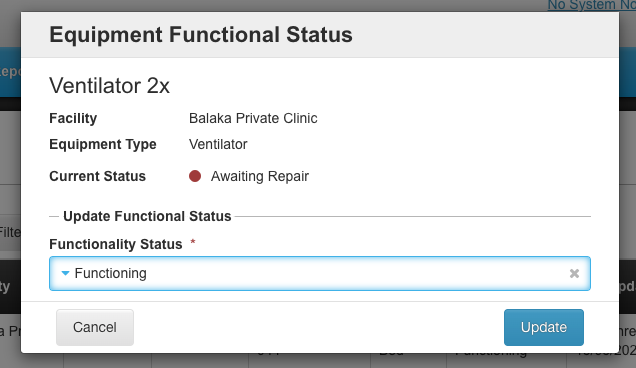 No System No
Equipment Functional Status
Ventilator 2x
Facility Balaka Private Clinic
Equipment Type Ventilator
Current Status Awaiting Repair
Update Functional Status
Functionality Status *
Functioning
Cancel Update
Functioning